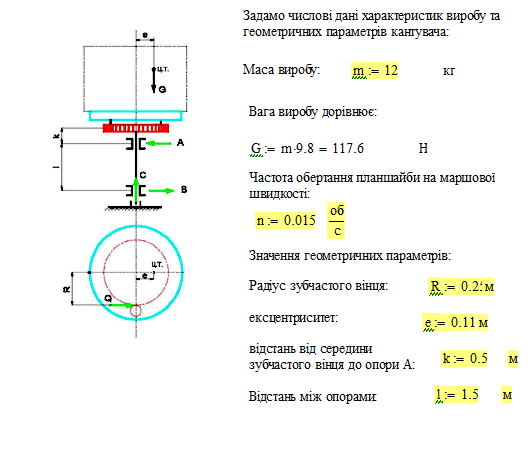 Задамо числові дані характеристик виробу та
геометричних параметрів кантувача:
Маса виробу: m := 12 кг
Вага виробу дорівнює:
G := m·9.8 = 117.6 Н
Частота обертання планшайби на маршовій
швидкості:
n := 0.015 об/с
Значення геометричних параметрів:
Радіус зубчастого вінця: R := 0.25 м
ексцентриситет: e := 0.11 м
відстань від середини
зубчастого вінця до опори А: k := 0.5 м
Відстань між опорами: l := 1.5 м
e
ц.т.
G
k
A
l
C
B
ц.т.
e
R
Q